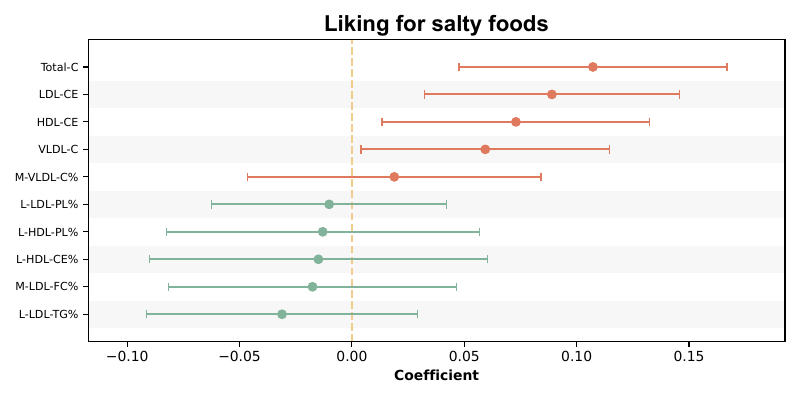 Liking for salty foods
Total-C
LDL-CE
HDL-CE
VLDL-C
M-VLDL-C%
L-LDL-PL%
L-HDL-PL%
L-HDL-CE%
M-LDL-FC%
L-LDL-TG%
−0.10 −0.05 0.00 0.05 0.10 0.15
Coefficient